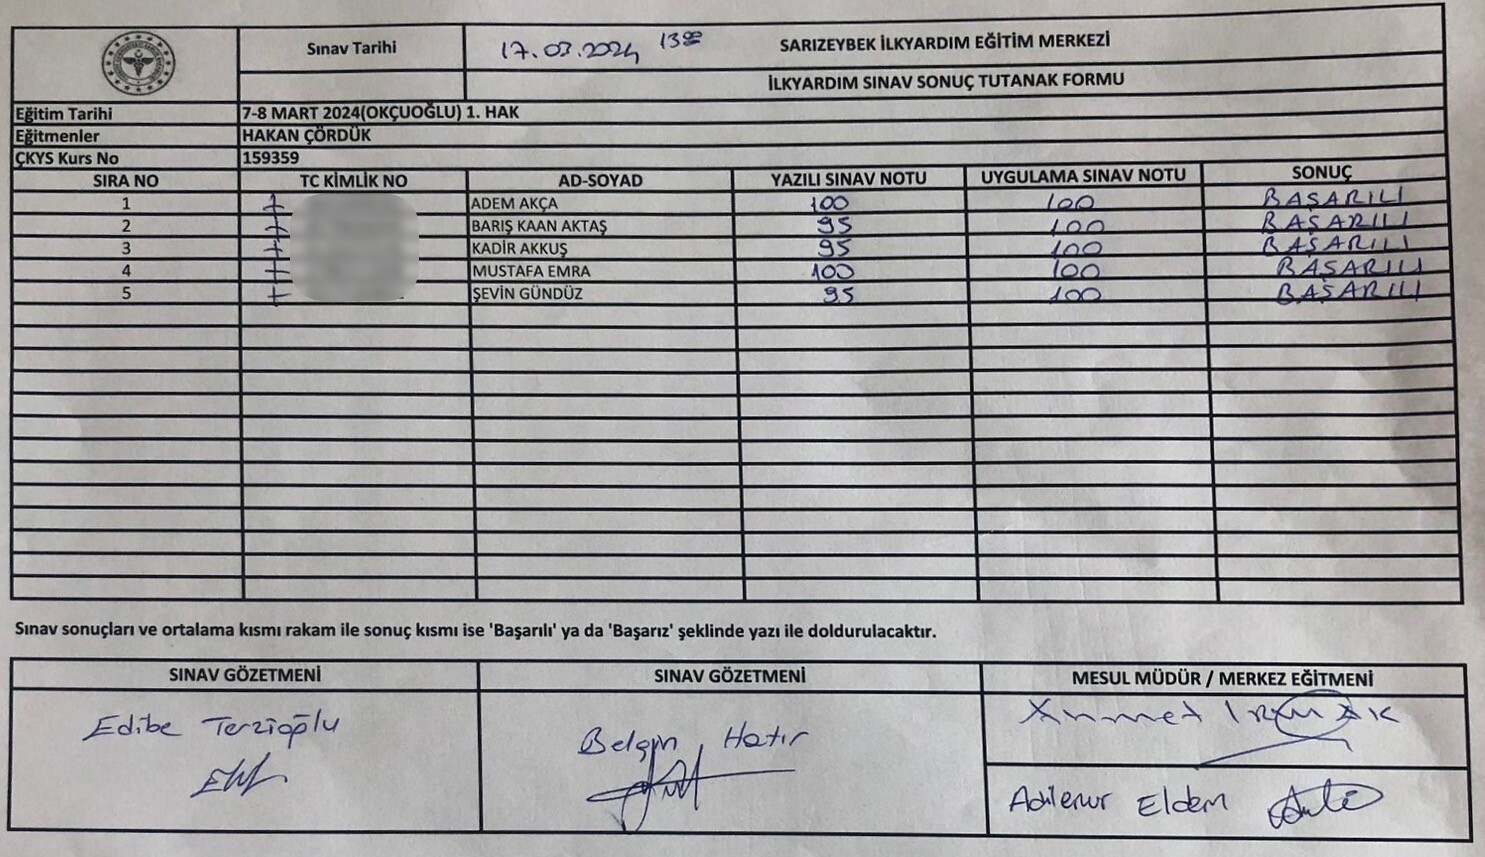 Sınav Tarihi 17.03.2024 13⁰⁰ SARIZEYBEK İLKYARDIM EĞİTİM MERKEZİ
İLKYARDIM SINAV SONUÇ TUTANAK FORMU
Eğitim Tarihi 7-8 MART 2024(OKÇUOĞLU) 1. HAK
Eğitmenler HAKAN ÇÖRDÜK
ÇKYS Kurs No 159359
SIRA NO TC KİMLİK NO AD-SOYAD YAZILI SINAV NOTU UYGULAMA SINAV NOTU SONUÇ
1 + ADEM AKÇA 100 100 BAŞARILI
2 + BARIŞ KAAN AKTAŞ 95 100 BAŞARILI
3 + KADİR AKKUŞ 95 100 BAŞARILI
4 + MUSTAFA EMRA 100 100 BAŞARILI
5 + ŞEVİN GÜNDÜZ 95 100 BAŞARILI
Sınav sonuçları ve ortalama kısmı rakam ile sonuç kısmı ise 'Başarılı' ya da 'Başarız' şeklinde yazı ile doldurulacaktır.
SINAV GÖZETMENİ SINAV GÖZETMENİ MESUL MÜDÜR / MERKEZ EĞİTMENİ
Edibe Terzioğlu Belgin Hatır Ahmet IRMAK
Adilenur Eldem